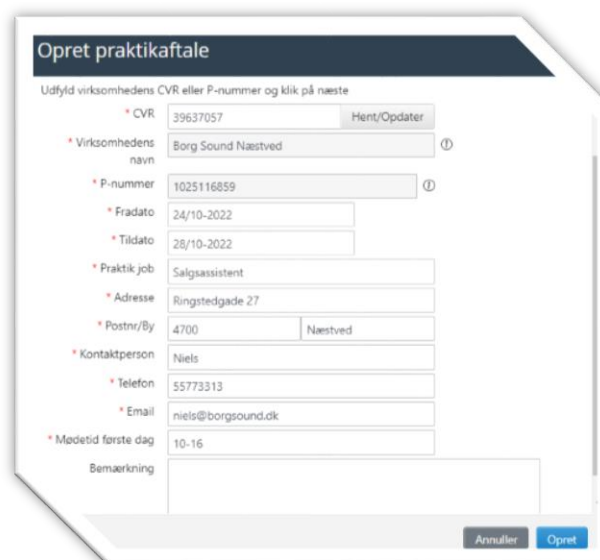 Opret praktikaftale
Udfyld virksomhedens CVR eller P-nummer og klik på næste
* CVR 39637057 Hent/Opdater
* Virksomhedens navn Borg Sound Næstved
* P-nummer 1025116859
* Fradato 24/10-2022
* Tildato 28/10-2022
* Praktik job Salgsassistent
* Adresse Ringstedgade 27
* Postnr/By 4700 Næstved
* Kontaktperson Niels
* Telefon 55773313
* Email niels@borgsound.dk
* Mødetid første dag 10-16
Bemærkning
Annuller Opret